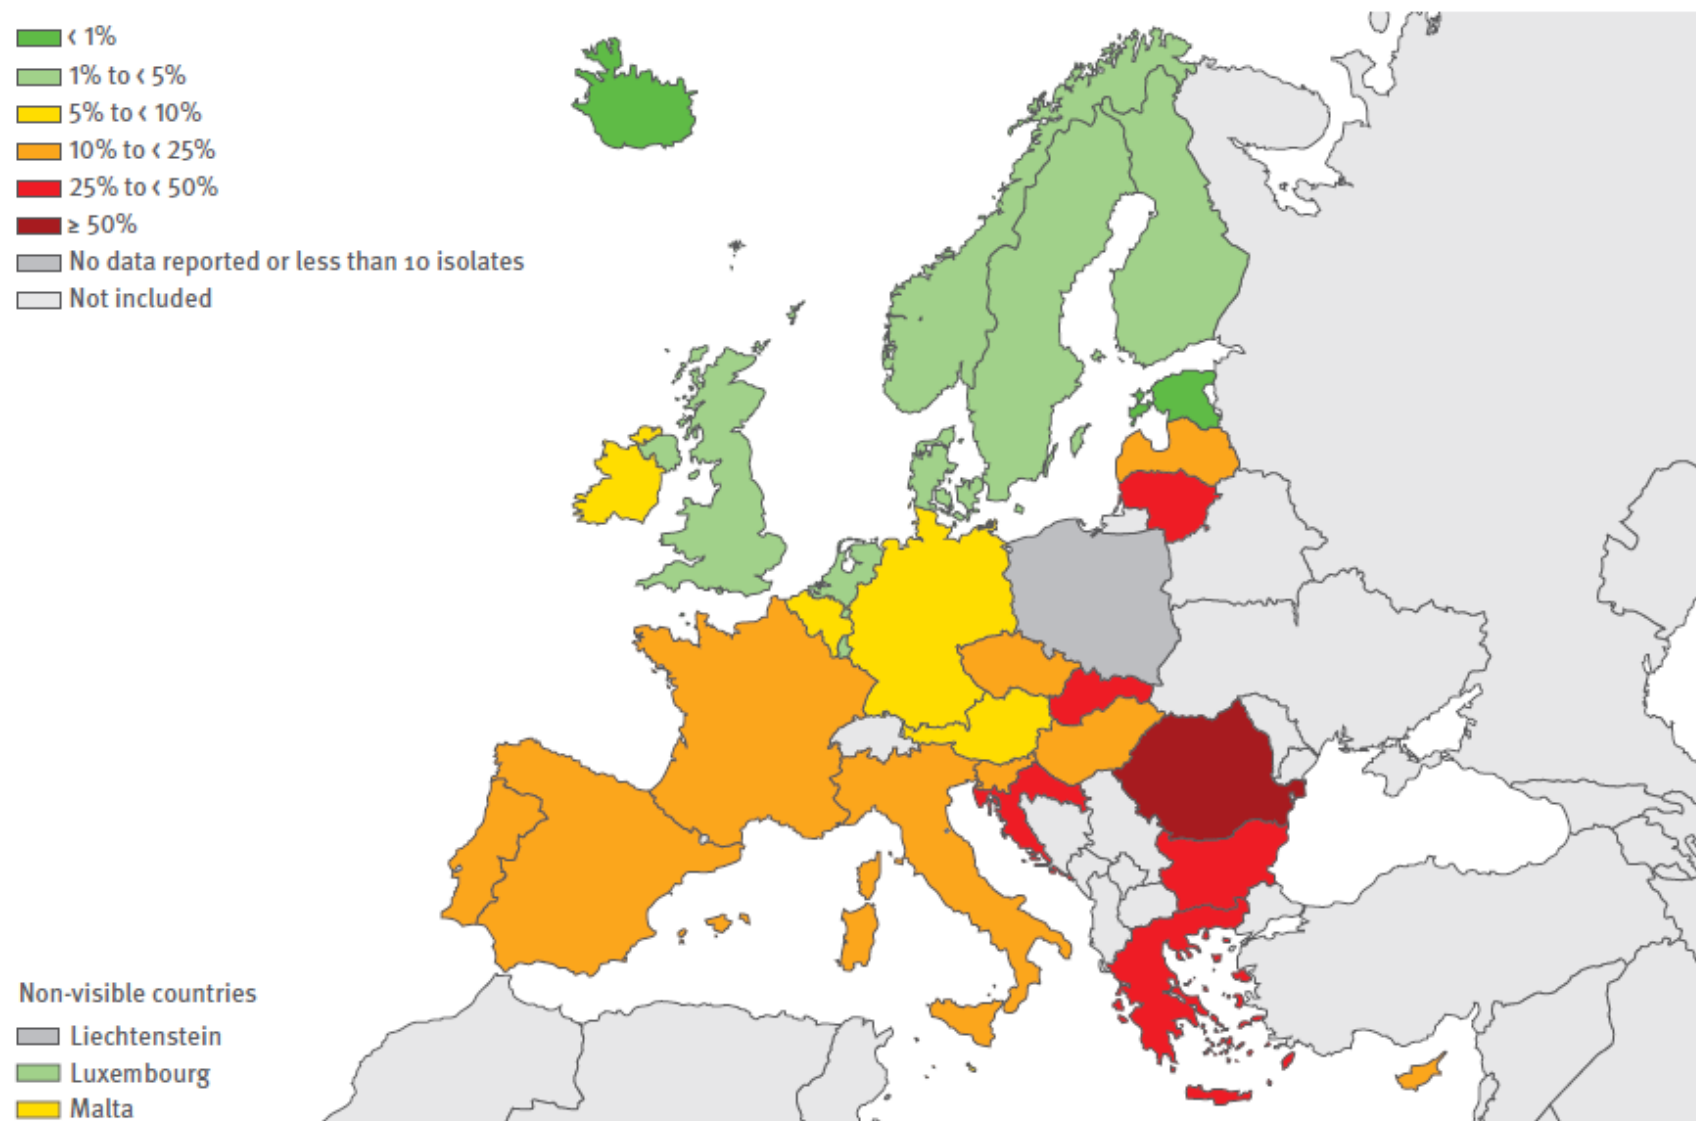 ‹ 1%
1% to ‹ 5%
5% to ‹ 10%
10% to ‹ 25%
25% to ‹ 50%
≥ 50%
No data reported or less than 10 isolates
Not included
Non-visible countries
Liechtenstein
Luxembourg
Malta